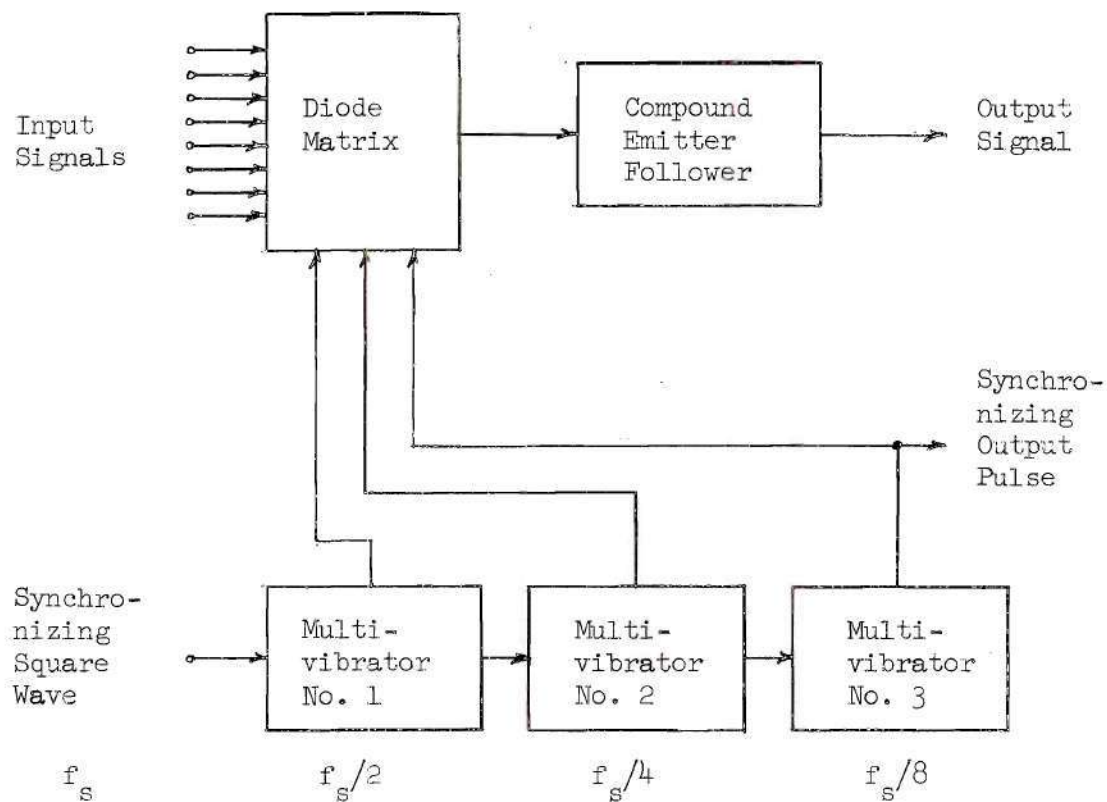 Input
Signals
Diode
Matrix
Compound
Emitter
Follower
Output
Signal
Synchro-
nizing
Output
Pulse
Synchro-
nizing
Square
Wave
Multi-
vibrator
No. 1
Multi-
vibrator
No. 2
Multi-
vibrator
No. 3
f_s
f_s/2
f_s/4
f_s/8